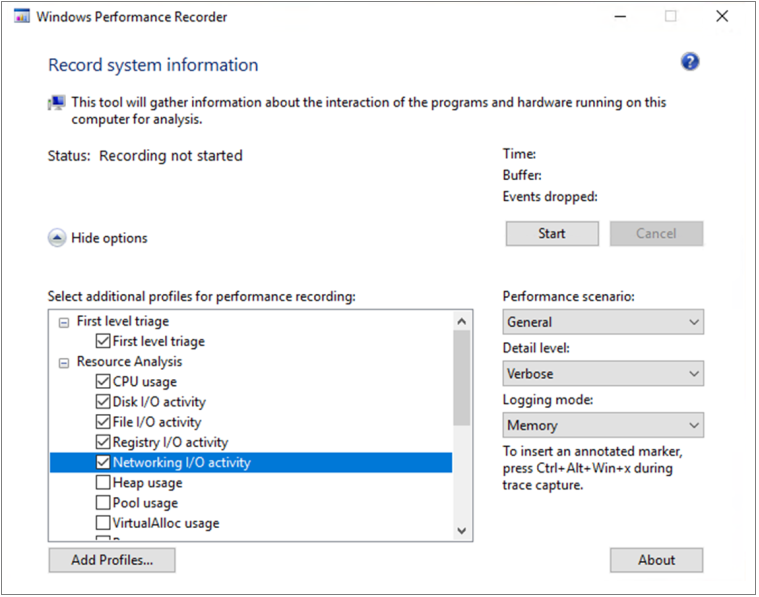 Windows Performance Recorder
Record system information
This tool will gather information about the interaction of the programs and hardware running on this
computer for analysis.
Status: Recording not started
Time:
Buffer:
Events dropped:
Start
Cancel
Hide options
Select additional profiles for performance recording:
First level triage
First level triage
Resource Analysis
CPU usage
Disk I/O activity
File I/O activity
Registry I/O activity
Networking I/O activity
Heap usage
Pool usage
VirtualAlloc usage
Performance scenario:
General
Detail level:
Verbose
Logging mode:
Memory
To insert an annotated marker,
press Ctrl+Alt+Win+x during
trace capture.
Add Profiles...
About